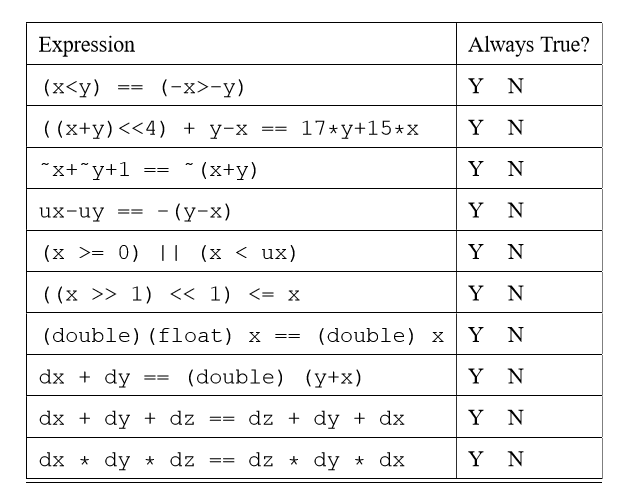 Expression Always True?
(x<y) == (-x>-y) Y N
((x+y)<<4) + y-x == 17*y+15*x Y N
~x+~y+1 == ~(x+y) Y N
ux-uy == -(y-x) Y N
(x >= 0) || (x < ux) Y N
((x >> 1) << 1) <= x Y N
(double)(float) x == (double) x Y N
dx + dy == (double) (y+x) Y N
dx + dy + dz == dz + dy + dx Y N
dx * dy * dz == dz * dy * dx Y N